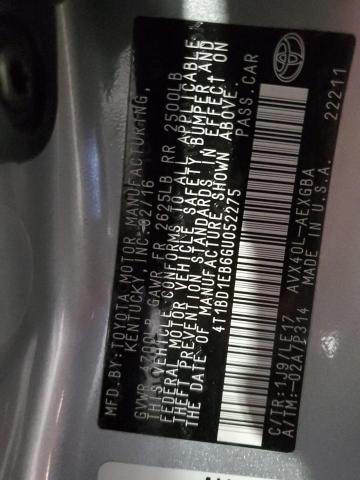 MFD.BY: TOYOTA MOTOR MANUFACTURING,
KENTUCKY, INC. 02/16
GVWR 4700LB GAWR FR 2625LB RR 2500LB
THIS VEHICLE CONFORMS TO ALL APPLICABLE
FEDERAL MOTOR VEHICLE SAFETY, BUMPER, AND
THEFT PREVENTION STANDARDS IN EFFECT ON
THE DATE OF MANUFACTURE SHOWN ABOVE.
4T1BD1EB6GU052275 PASS.CAR
C/TR: 1J9/LE17 AVX40L-AEXGBA
A/TM: -02A/P314 MADE IN U.S.A. 22211